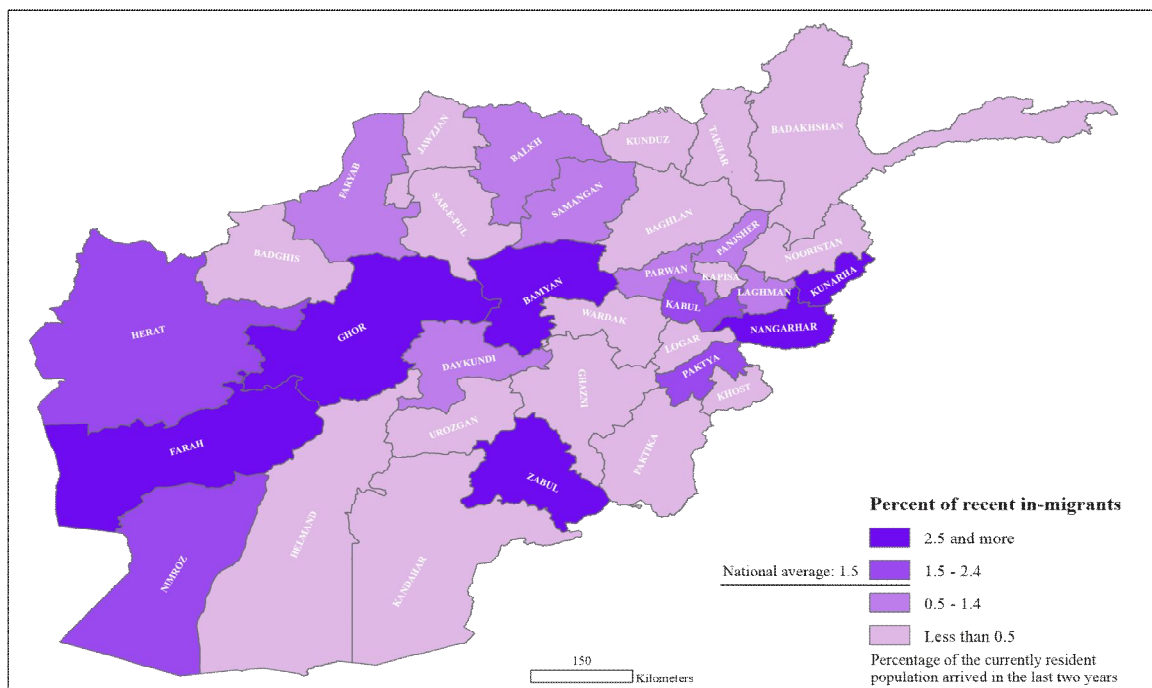 BADAKHSHAN
TAKHAR
KUNDUZ
JAWZJAN
BALKH
FARYAB
SAMANGAN
SAR-E-PUL
BAGHLAN
PANJSHER
NOORISTAN
BADGHIS
PARWAN
KAPISA
KUNARHA
LAGHMAN
BAMYAN
KABUL
WARDAK
HERAT
GHOR
NANGARHAR
LOGAR
DAYKUNDI
PAKTYA
GHAZNI
KHOST
UROZGAN
FARAH
PAKTIKA
ZABUL
HELMAND
NIMROZ
KANDAHAR
Percent of recent in-migrants
2.5 and more
National average: 1.5
1.5 - 2.4
0.5 - 1.4
Less than 0.5
Percentage of the currently resident
population arrived in the last two years
150
Kilometers